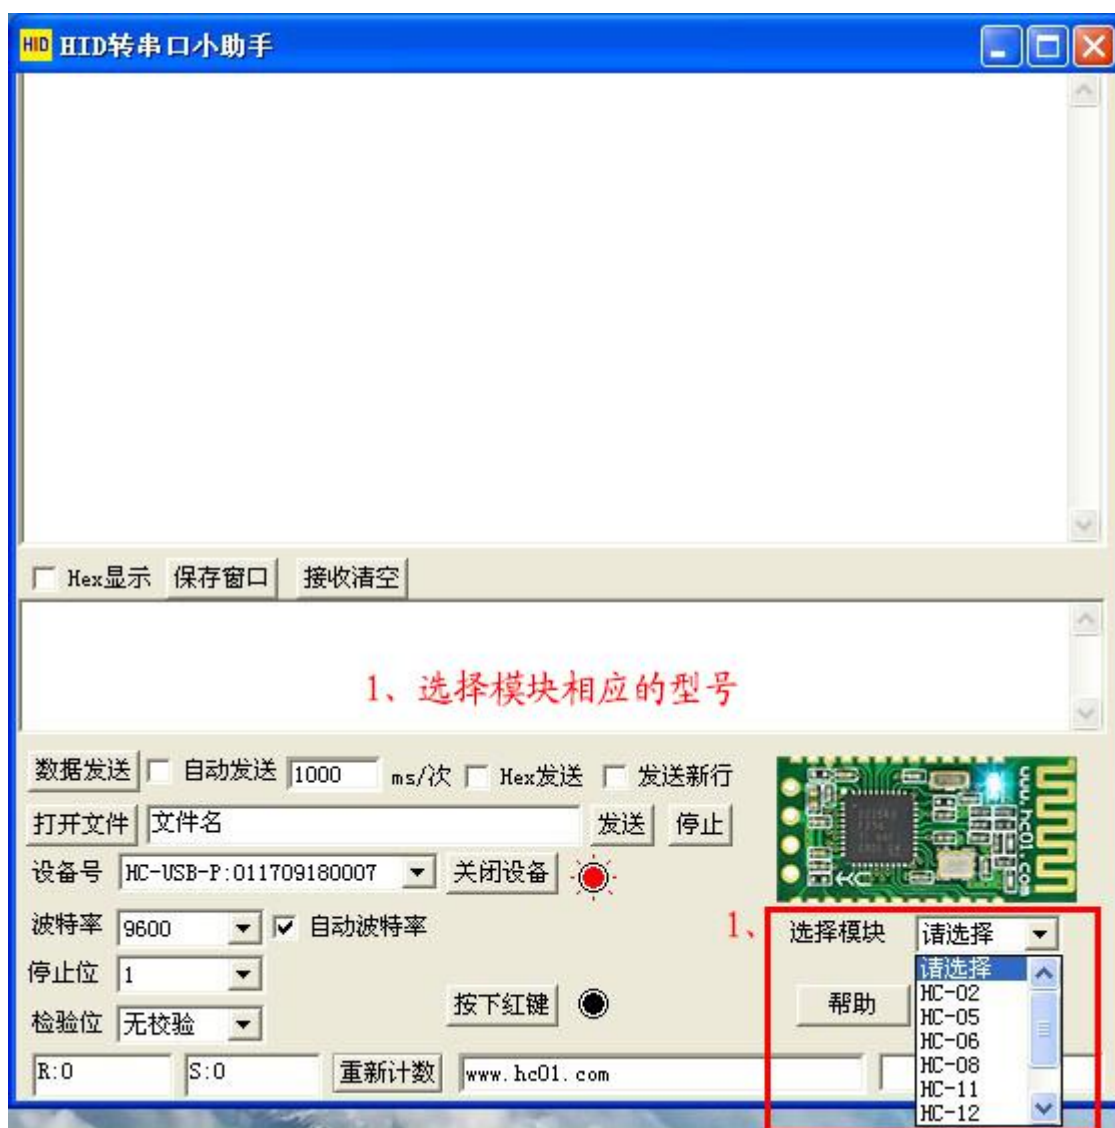 HID HID转串口小助手
Hex显示 保存窗口 接收清空
1、选择模块相应的型号
数据发送 自动发送 1000 ms/次 Hex发送 发送新行
打开文件 文件名 发送 停止
设备号 HC-USB-P:011709180007 关闭设备
www.hc01.com
波特率 9600 自动波特率
1、 选择模块 请选择
停止位 1
请选择
HC-02
HC-05
HC-06
HC-08
HC-11
HC-12
按下红键 帮助
检验位 无校验
R:0 S:0 重新计数 www.hc01.com